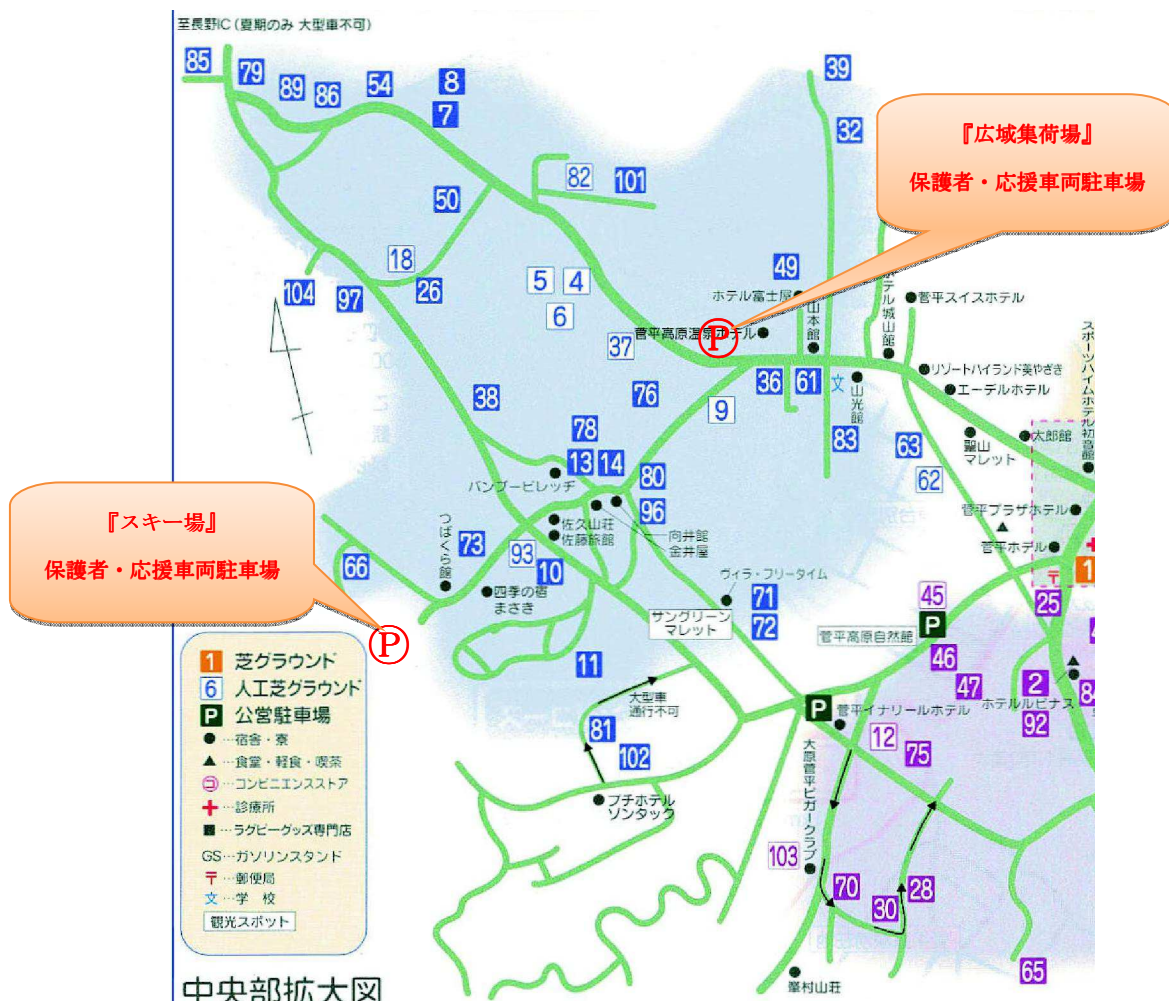 至長野IC(夏期のみ 大型車不可)
85
79
89
86
54
8
7
39
32
『広域集荷場』
保護者・応援車両駐車場
82
101
50
18
26
104
97
5
4
6
49
ホテル富士屋
山本館
ホテル城山館
菅平スイスホテル
菅平高原温泉ホテル
P
37
36
61
文
山光館
リゾートハイランド英やざき
エーデルホテル
スポーツハイムホテル初音館
38
76
9
83
63
62
聖山
マレット
太郎館
78
13
14
80
バンブービレッヂ
96
向井館
金井屋
菅平プラザホテル
菅平ホテル
1
25
『スキー場』
保護者・応援車両駐車場
P
66
つばくら館
73
佐久山荘
佐藤旅館
93
10
四季の宿
まさき
ヴィラ・フリータイム
71
72
サングリーン
マレット
45
P
菅平高原自然館
46
47
2
92
ホテルルピナス
11
大型車
通行不可
81
102
プチホテル
ゾンタック
P
菅平イナリールホテル
12
75
大原菅平ビガークラブ
103
70
30
28
65
峯村山荘
1 芝グラウンド
6 人工芝グラウンド
P 公営駐車場
●…宿舎・寮
▲…食堂・軽食・喫茶
コ…コンビニエンスストア
✚…診療所
■…ラグビーグッズ専門店
GS…ガソリンスタンド
〒…郵便局
文…学 校
観光スポット
中央部拡大図